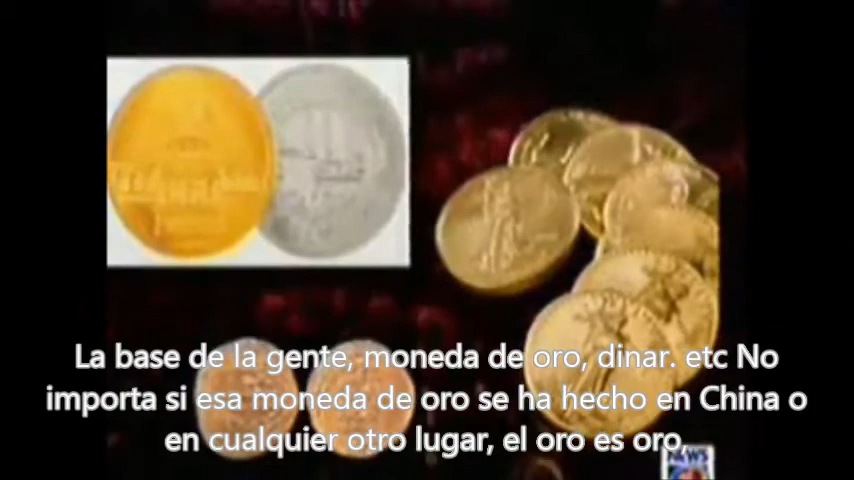 La base de la gente, moneda de oro, dinar. etc No
importa si esa moneda de oro se ha hecho en China o
en cualquier otro lugar, el oro es oro,
NEWS